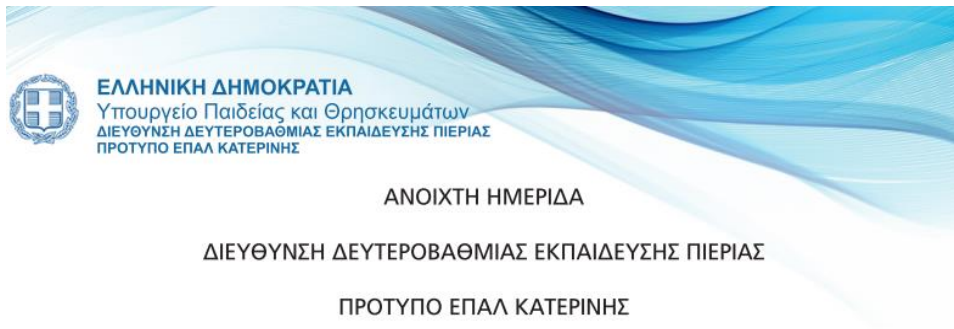 ΕΛΛΗΝΙΚΗ ΔΗΜΟΚΡΑΤΙΑ
Υπουργείο Παιδείας και Θρησκευμάτων
ΔΙΕΥΘΥΝΣΗ ΔΕΥΤΕΡΟΒΑΘΜΙΑΣ ΕΚΠΑΙΔΕΥΣΗΣ ΠΙΕΡΙΑΣ
ΠΡΟΤΥΠΟ ΕΠΑΛ ΚΑΤΕΡΙΝΗΣ
ΑΝΟΙΧΤΗ ΗΜΕΡΙΔΑ
ΔΙΕΥΘΥΝΣΗ ΔΕΥΤΕΡΟΒΑΘΜΙΑΣ ΕΚΠΑΙΔΕΥΣΗΣ ΠΙΕΡΙΑΣ
ΠΡΟΤΥΠΟ ΕΠΑΛ ΚΑΤΕΡΙΝΗΣ